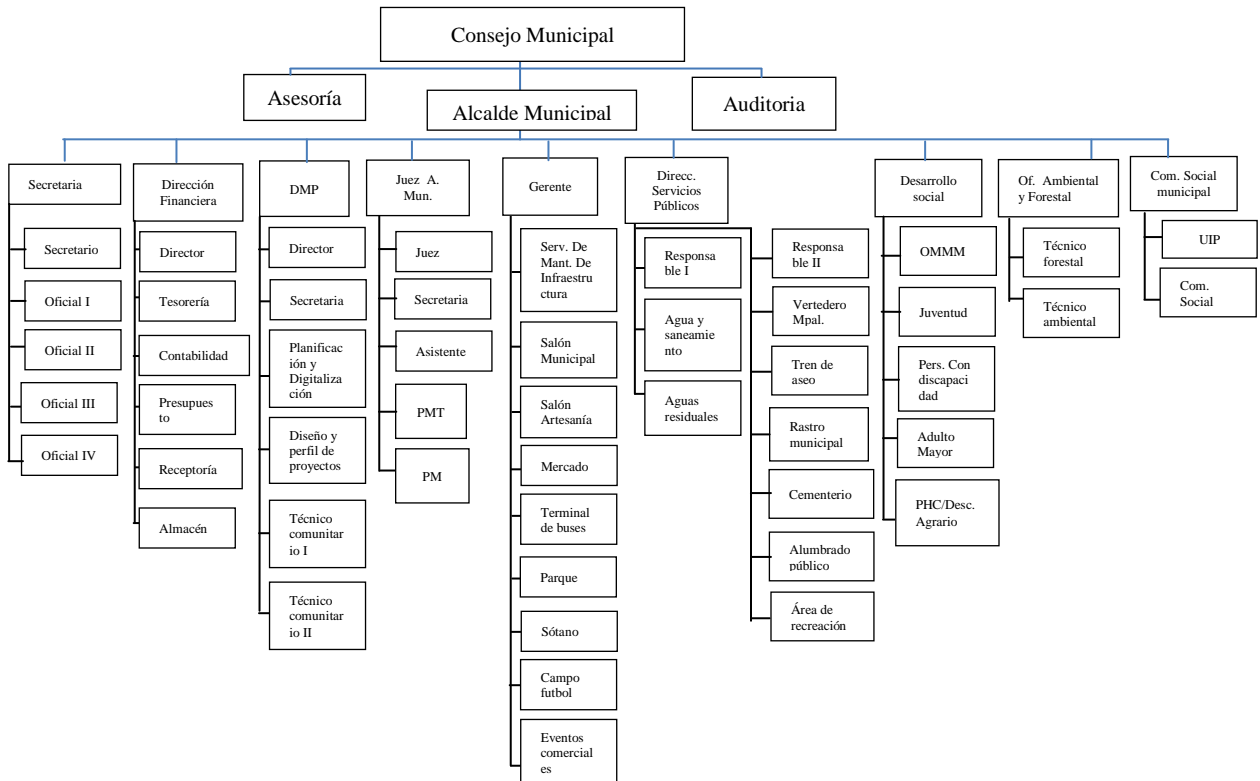 Consejo Municipal
Asesoría
Auditoria
Alcalde Municipal
Secretaria
Secretario
Oficial I
Oficial II
Oficial III
Oficial IV
Dirección
Financiera
Director
Tesorería
Contabilidad
Presupues
to
Receptoría
Almacén
DMP
Director
Secretaria
Planificac
ión y
Digitaliza
ción
Diseño y
perfil de
proyectos
Técnico
comunitar
io I
Técnico
comunitar
io II
Juez A.
Mun.
Juez
Secretaria
Asistente
PMT
PM
Gerente
Serv. De
Mant. De
Infraestru
ctura
Salón
Municipal
Salón
Artesanía
Mercado
Terminal
de buses
Parque
Sótano
Campo
futbol
Eventos
comercial
es
Direcc.
Servicios
Públicos
Responsa
ble I
Agua y
saneamie
nto
Aguas
residuales
Responsa
ble II
Vertedero
Mpal.
Tren de
aseo
Rastro
municipal
Cementerio
Alumbrado
público
Área de
recreación
Desarrollo
social
OMMM
Juventud
Pers. Con
discapaci
dad
Adulto
Mayor
PHC/Desc.
Agrario
Of. Ambiental
y Forestal
Técnico
forestal
Técnico
ambiental
Com. Social
municipal
UIP
Com.
Social